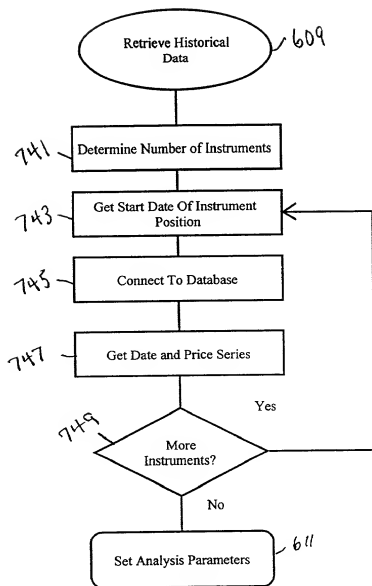 Retrieve Historical
Data
609
741
Determine Number of Instruments
743
Get Start Date Of Instrument
Position
745
Connect To Database
747
Get Date and Price Series
749
Yes
More
Instruments?
No
Set Analysis Parameters
611